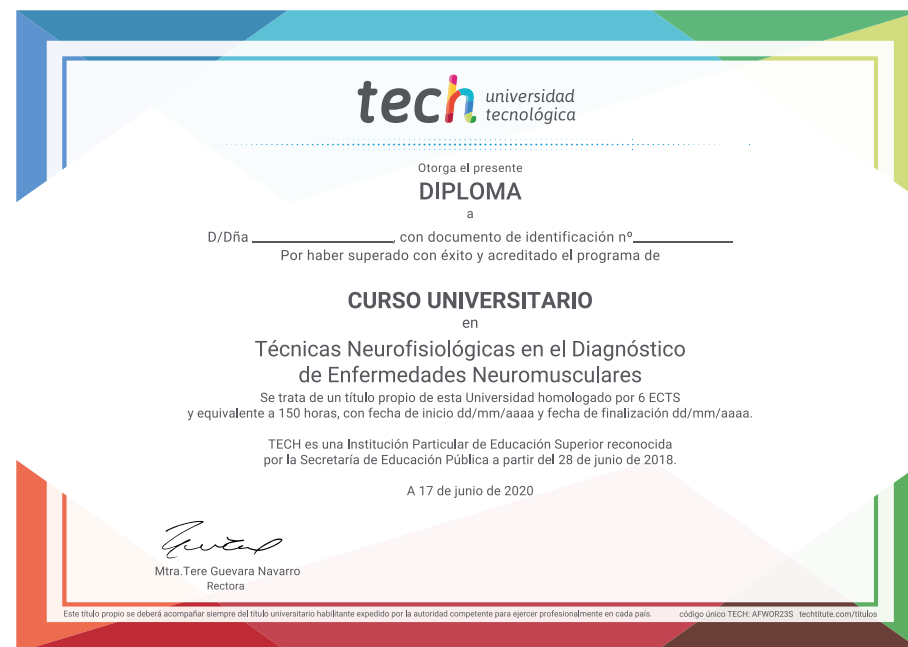 tech universidad
tecnológica
Otorga el presente
DIPLOMA
a
D/Dña ____________________, con documento de identificación nº______________
Por haber superado con éxito y acreditado el programa de
CURSO UNIVERSITARIO
en
Técnicas Neurofisiológicas en el Diagnóstico
de Enfermedades Neuromusculares
Se trata de un título propio de esta Universidad homologado por 6 ECTS
y equivalente a 150 horas, con fecha de inicio dd/mm/aaaa y fecha de finalización dd/mm/aaaa.
TECH es una Institución Particular de Educación Superior reconocida
por la Secretaría de Educación Pública a partir del 28 de junio de 2018.
A 17 de junio de 2020
Mtra.Tere Guevara Navarro
Rectora
Este título propio se deberá acompañar siempre del título universitario habilitante expedido por la autoridad competente para ejercer profesionalmente en cada país. código único TECH: AFWOR23S techtitute.com/titulos